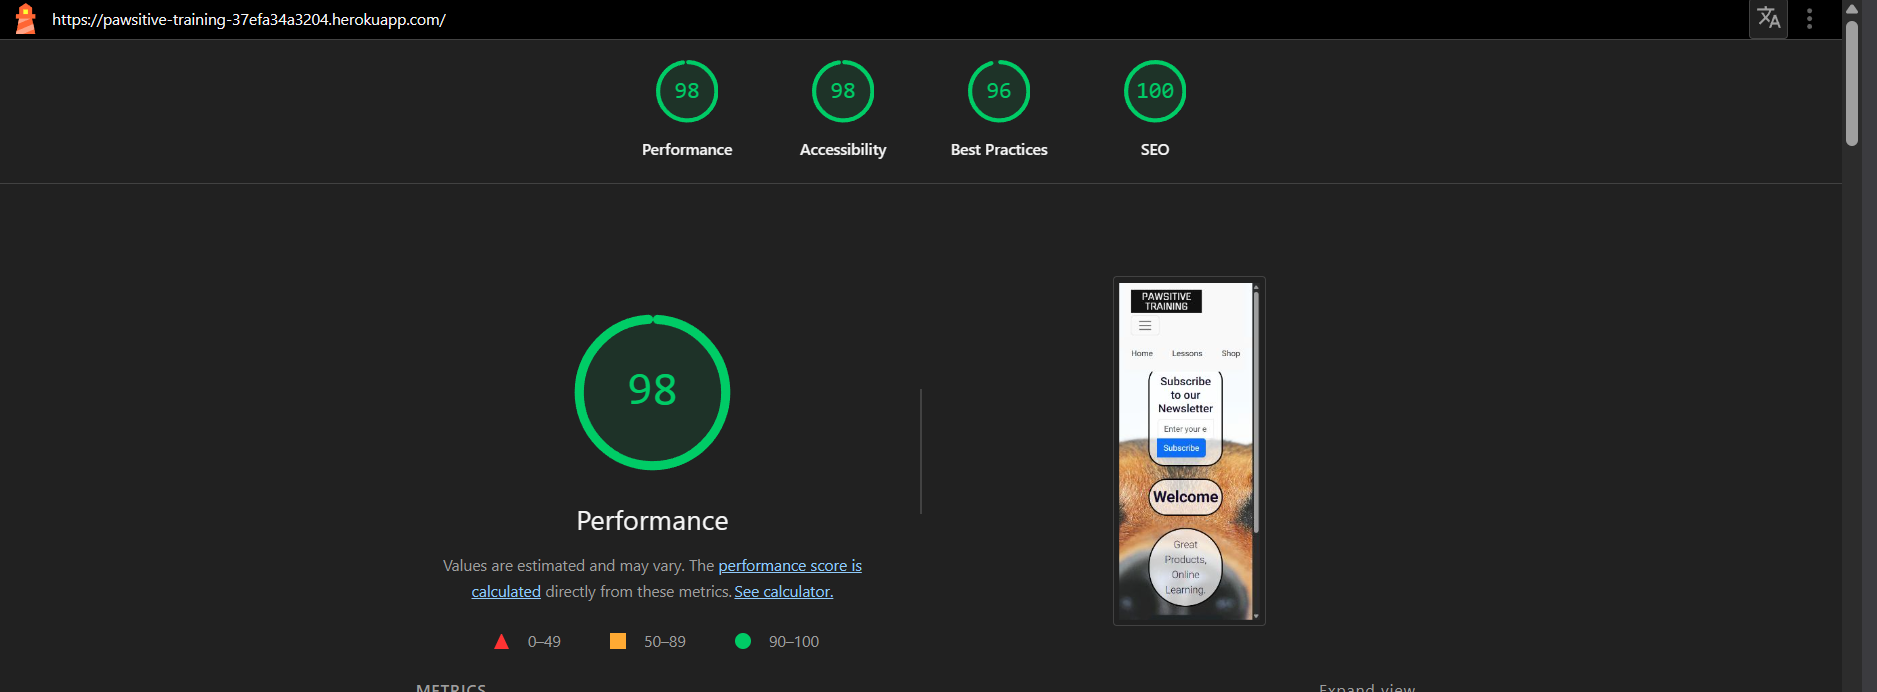 https://pawsitive-training-37efa34a3204.herokuapp.com/
98
98
96
100
Performance
Accessibility
Best Practices
SEO
98
Performance
Values are estimated and may vary. The performance score is
calculated directly from these metrics. See calculator.
0–49
50–89
90–100
PAWSITIVE
TRAINING
Home
Lessons
Shop
Subscribe
to our
Newsletter
Enter your e
Subscribe
Welcome
Great
Products,
Online
Learning.
METRICS
Expand view